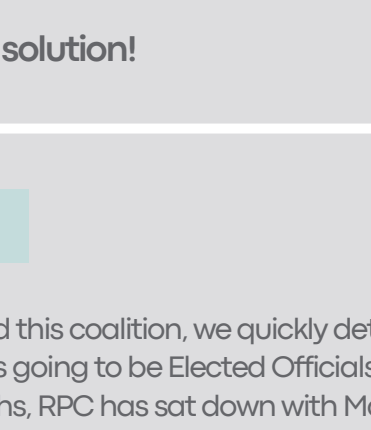 solution!
this coalition, we quickly
going to be Elected Officials
RPC has sat down with